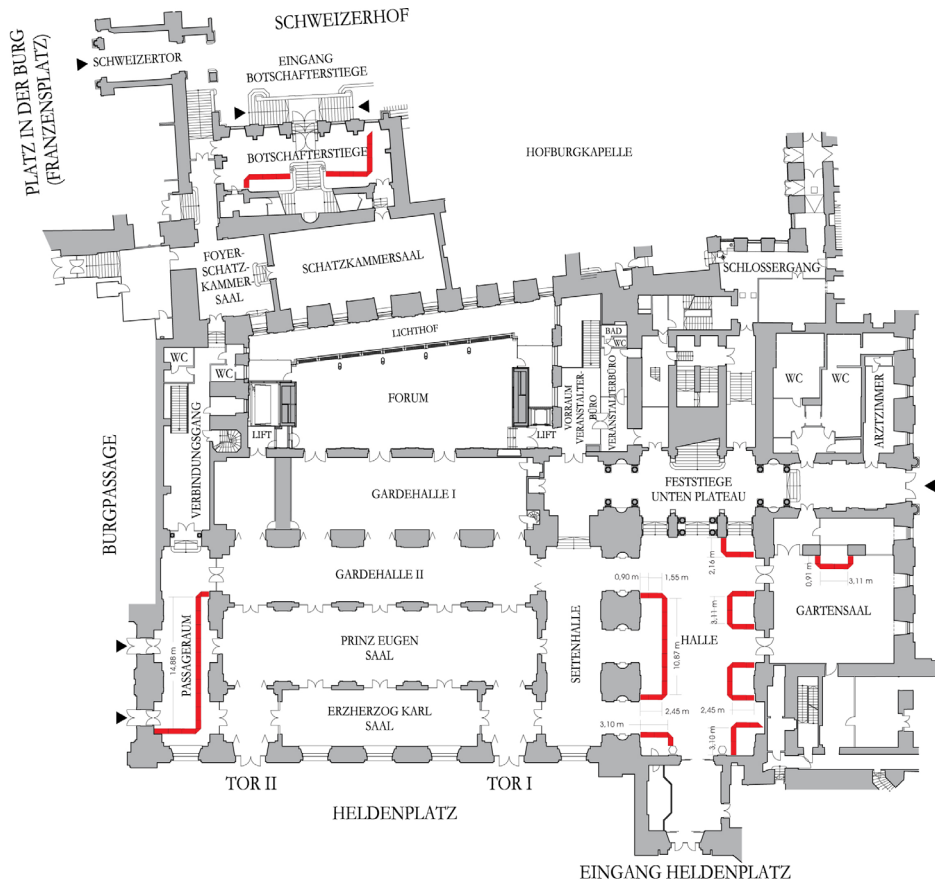 SCHWEIZERHOF
PLATZ IN DER BURG
(FRANZENSPLATZ)
SCHWEIZERTOR
EINGANG
BOTSCHAFTERSTIEGE
BOTSCHAFTERSTIEGE
HOFBURGKAPELLE
FOYER-
SCHATZ-
KAMMER-
SAAL
SCHATZKAMMERSAAL
SCHLOSSERGANG
LICHTHOF
BAD
WC
WC
WC
FORUM
LIFT
LIFT
VORRAUM
VERANSTALTER-
BÜRO
VERANSTALTERBÜRO
WC
WC
ARZTZIMMER
BURGPASSAGE
VERBINDUNGSGANG
GARDEHALLE I
FESTSTIEGE
UNTEN PLATEAU
GARDEHALLE II
2,16 m
0,90 m
1,55 m
0,91 m
3,11 m
GARTENSAAL
PASSAGERAUM
14,88 m
PRINZ EUGEN
SAAL
SEITENHALLE
10,87 m
HALLE
3,11 m
ERZHERZOG KARL
SAAL
2,45 m
2,45 m
3,10 m
3,10 m
TOR II
TOR I
HELDENPLATZ
EINGANG HELDENPLATZ